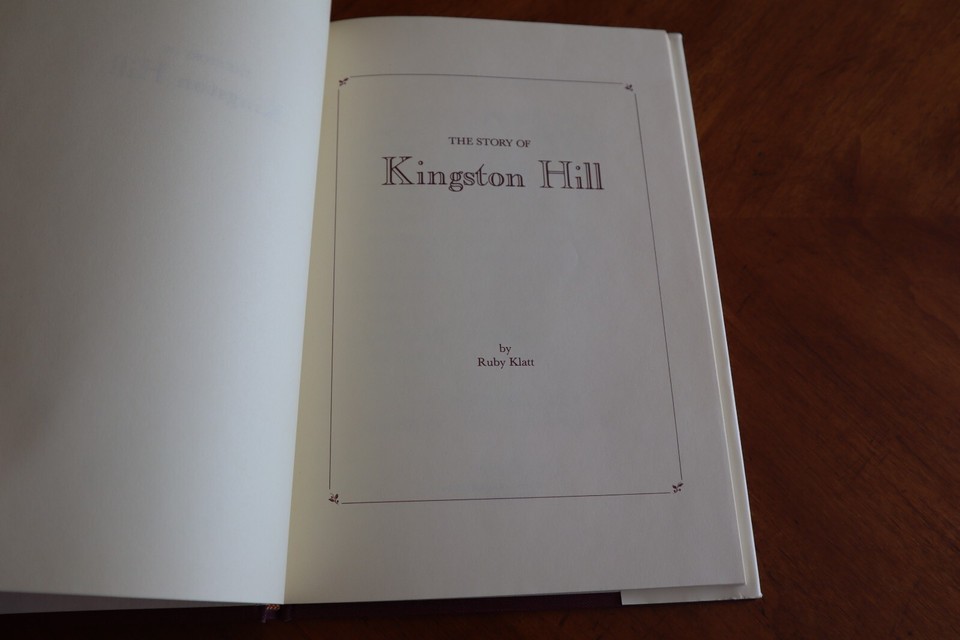 THE STORY OF
Kingston Hill
by
Ruby Klatt